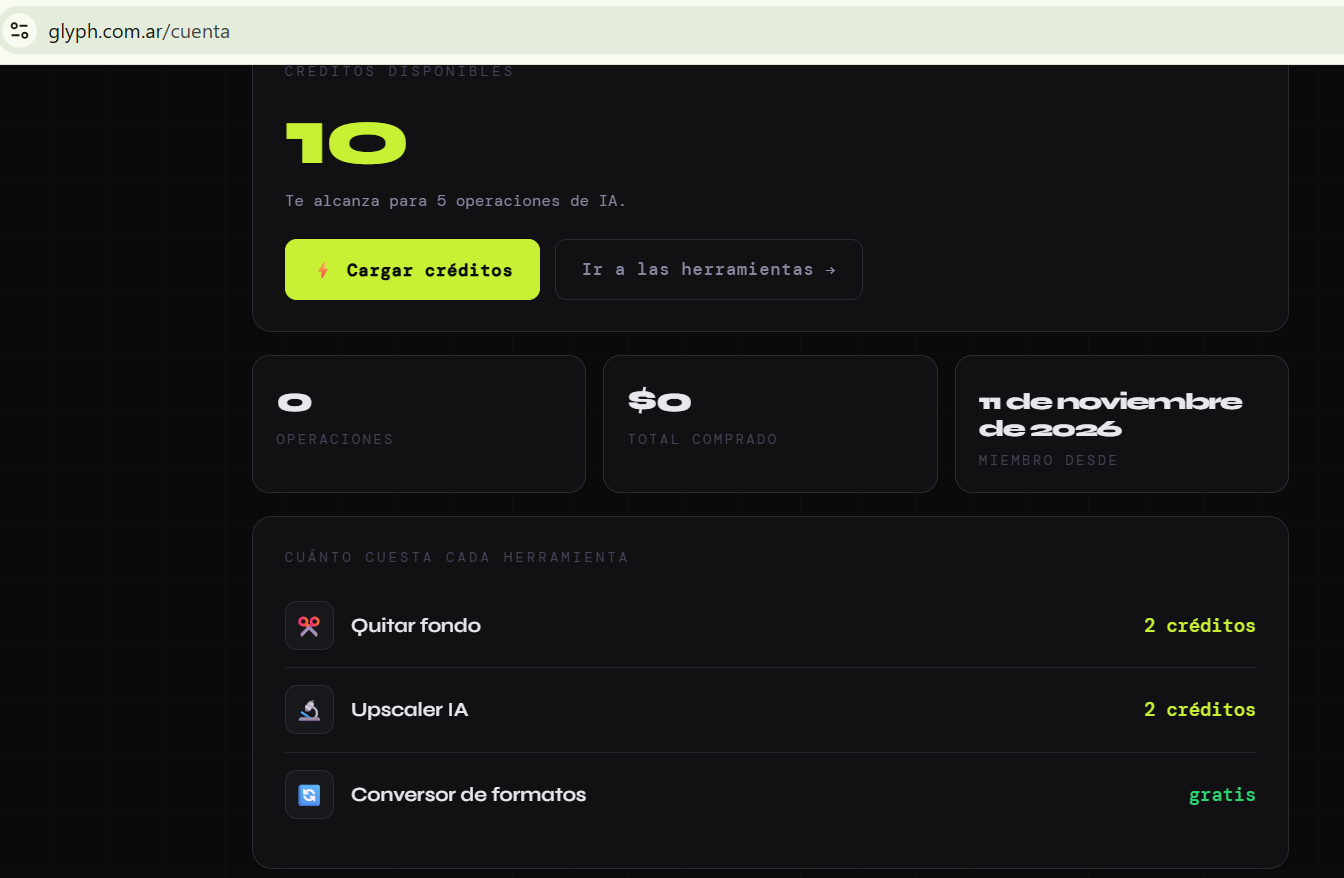 glyph.com.ar/cuenta
CRÉDITOS DISPONIBLES
10
Te alcanza para 5 operaciones de IA.
Cargar créditos
Ir a las herramientas →
0
OPERACIONES
$0
TOTAL COMPRADO
11 de noviembre
de 2026
MIEMBRO DESDE
CUÁNTO CUESTA CADA HERRAMIENTA
Quitar fondo
2 créditos
Upscaler IA
2 créditos
Conversor de formatos
gratis